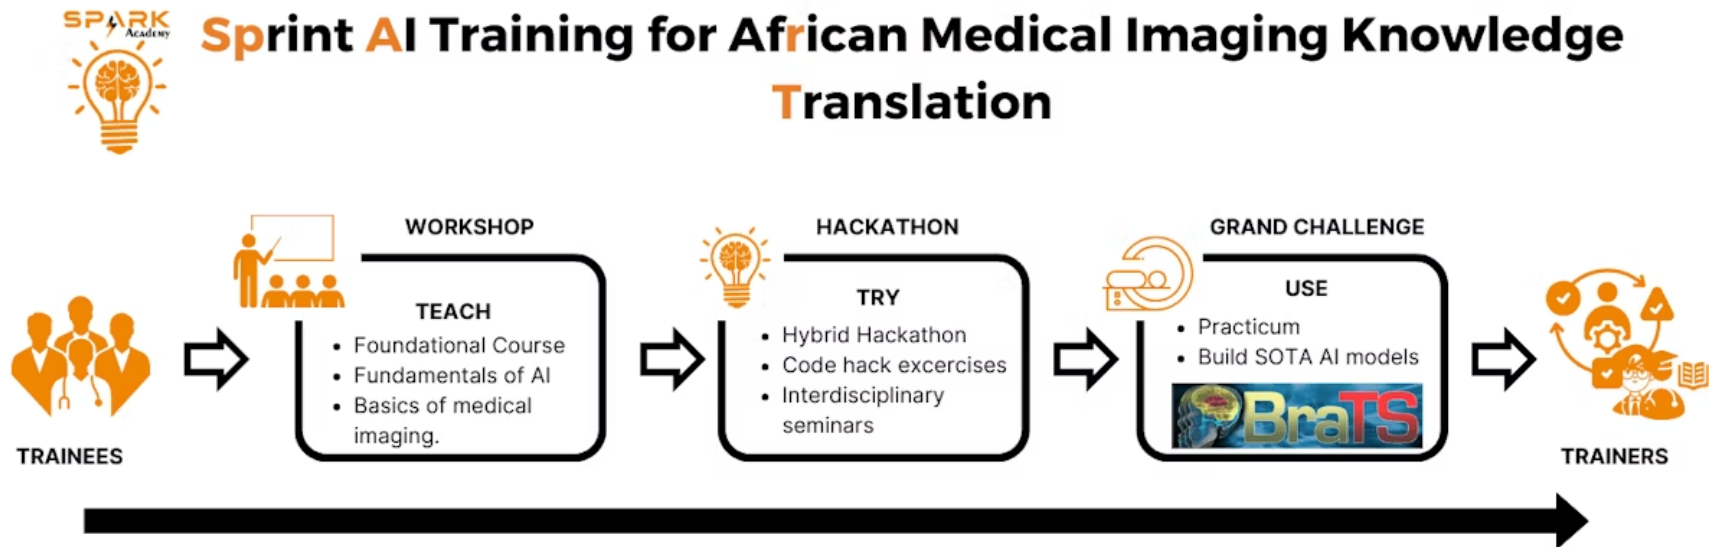 SPARK
Academy
Sprint AI Training for African Medical Imaging Knowledge
Translation
TRAINEES
WORKSHOP
TEACH
• Foundational Course
• Fundamentals of AI
• Basics of medical
imaging.
HACKATHON
TRY
• Hybrid Hackathon
• Code hack excercises
• Interdisciplinary
seminars
GRAND CHALLENGE
USE
• Practicum
• Build SOTA AI models
BraTS
TRAINERS